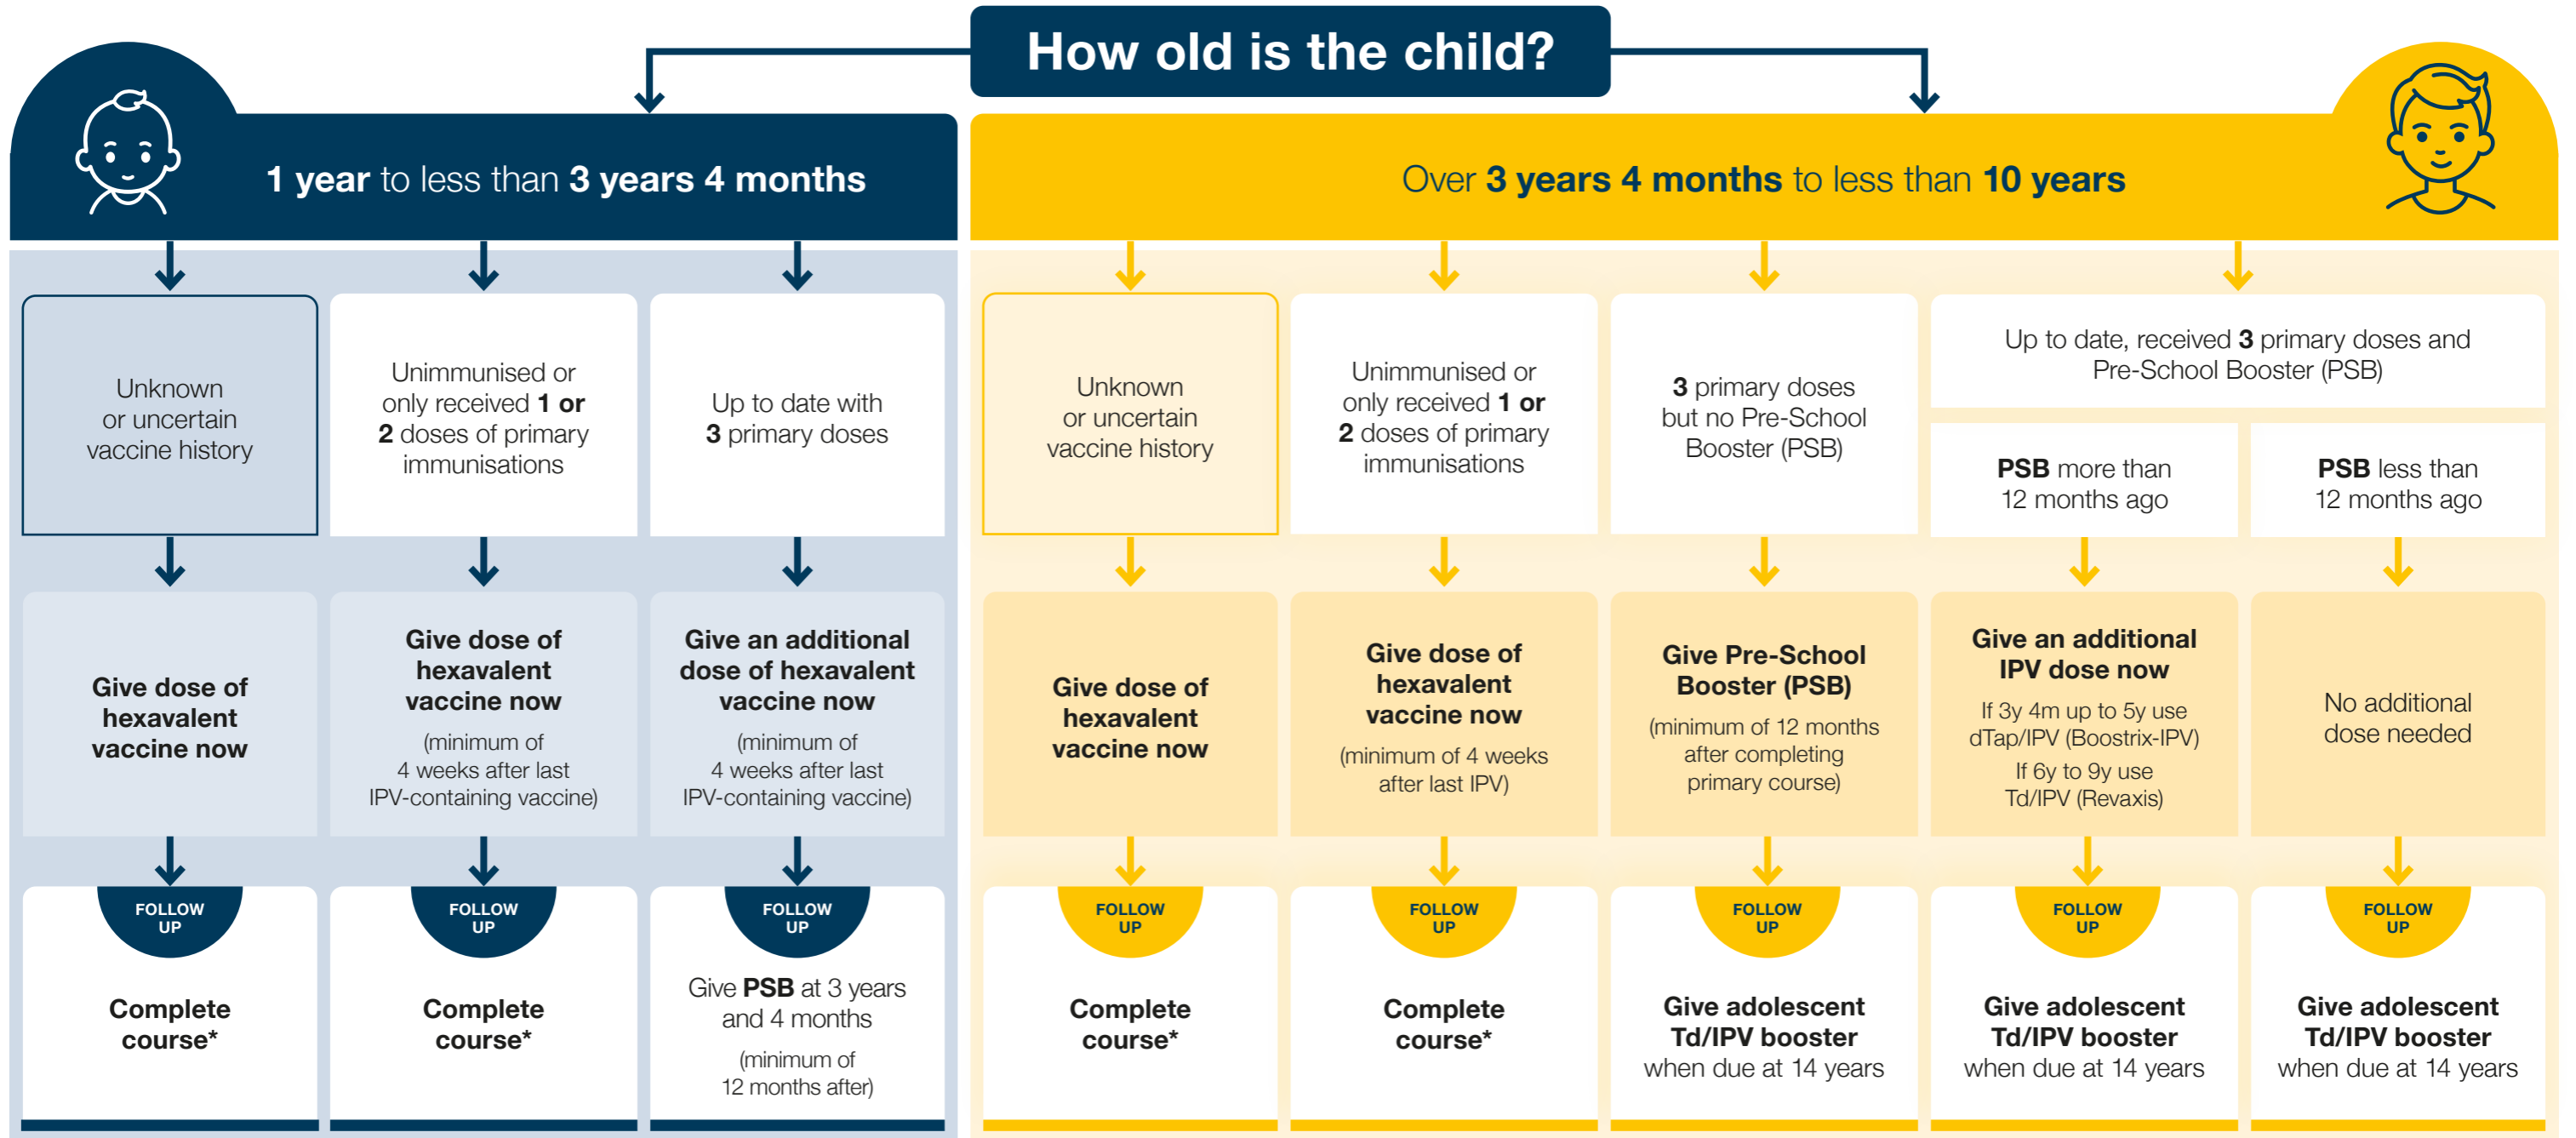 How old is the child?
1 year to less than 3 years 4 months
Unknown
or uncertain
vaccine history
Give dose of
hexavalent
vaccine now
FOLLOW
UP
Complete
course*
Unimmunised or
only received 1 or
2 doses of primary
immunisations
Give dose of
hexavalent
vaccine now
(minimum of
4 weeks after last
IPV-containing vaccine)
FOLLOW
UP
Complete
course*
Up to date with
3 primary doses
Give an additional
dose of hexavalent
vaccine now
(minimum of
4 weeks after last
IPV-containing vaccine)
FOLLOW
UP
Give PSB at 3 years
and 4 months
(minimum of
12 months after)
Over 3 years 4 months to less than 10 years
Unknown
or uncertain
vaccine history
Give dose of
hexavalent
vaccine now
FOLLOW
UP
Complete
course*
Unimmunised or
only received 1 or
2 doses of primary
immunisations
Give dose of
hexavalent
vaccine now
(minimum of 4 weeks
after last IPV)
FOLLOW
UP
Complete
course*
3 primary doses
but no Pre-School
Booster (PSB)
Give Pre-School
Booster (PSB)
(minimum of 12 months
after completing
primary course)
FOLLOW
UP
Give adolescent
Td/IPV booster
when due at 14 years
Up to date, received 3 primary doses and
Pre-School Booster (PSB)
PSB more than
12 months ago
Give an additional
IPV dose now
If 3y 4m up to 5y use
dTap/IPV (Boostrix-IPV)
If 6y to 9y use
Td/IPV (Revaxis)
FOLLOW
UP
Give adolescent
Td/IPV booster
when due at 14 years
PSB less than
12 months ago
No additional
dose needed
FOLLOW
UP
Give adolescent
Td/IPV booster
when due at 14 years